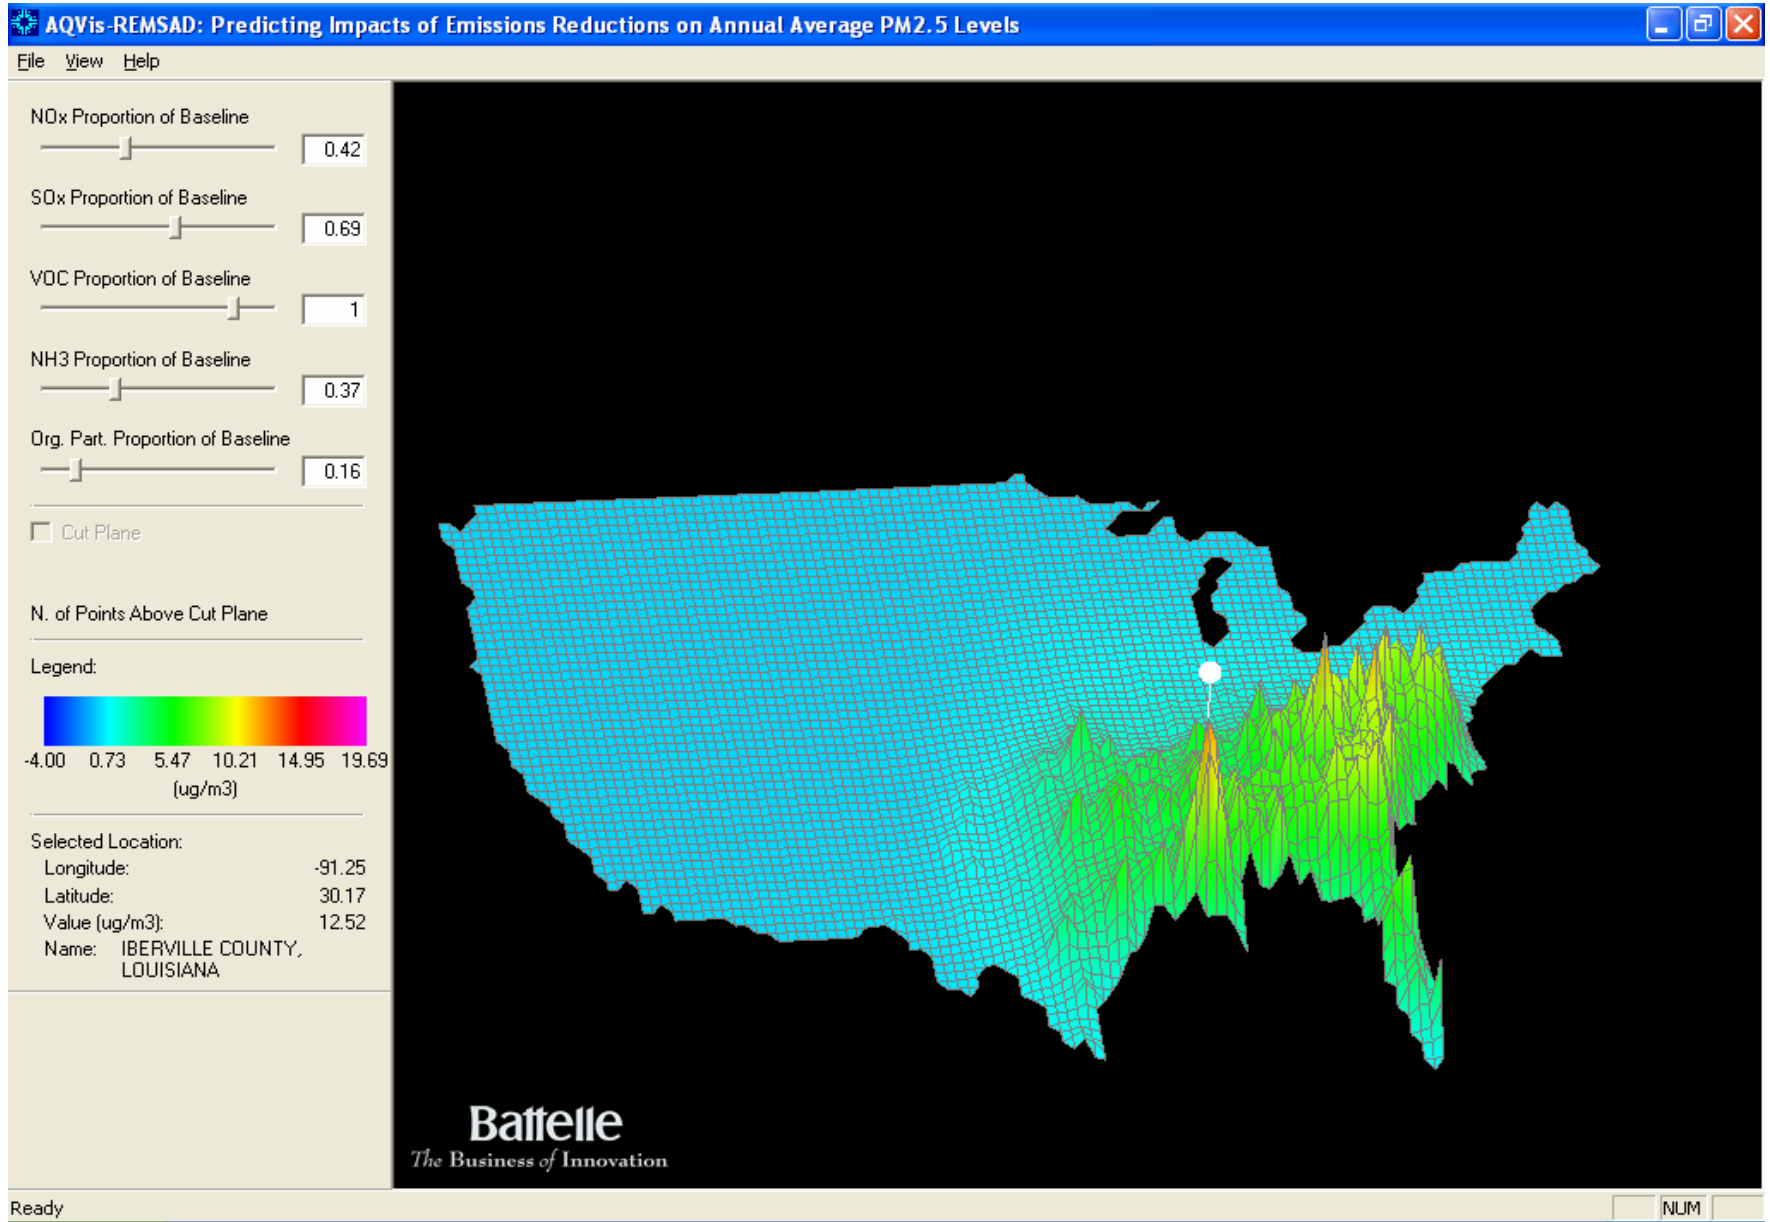 AQVis-REMSAD: Predicting Impacts of Emissions Reductions on Annual Average PM2.5 Levels
File View Help
NOx Proportion of Baseline
0.42
SOx Proportion of Baseline
0.69
VOC Proportion of Baseline
1
NH3 Proportion of Baseline
0.37
Org. Part. Proportion of Baseline
0.16
Cut Plane
N. of Points Above Cut Plane
Legend:
-4.00 0.73 5.47 10.21 14.95 19.69
(ug/m3)
Selected Location:
Longitude: -91.25
Latitude: 30.17
Value (ug/m3): 12.52
Name: IBERVILLE COUNTY,
LOUISIANA
Battelle
The Business of Innovation
Ready NUM